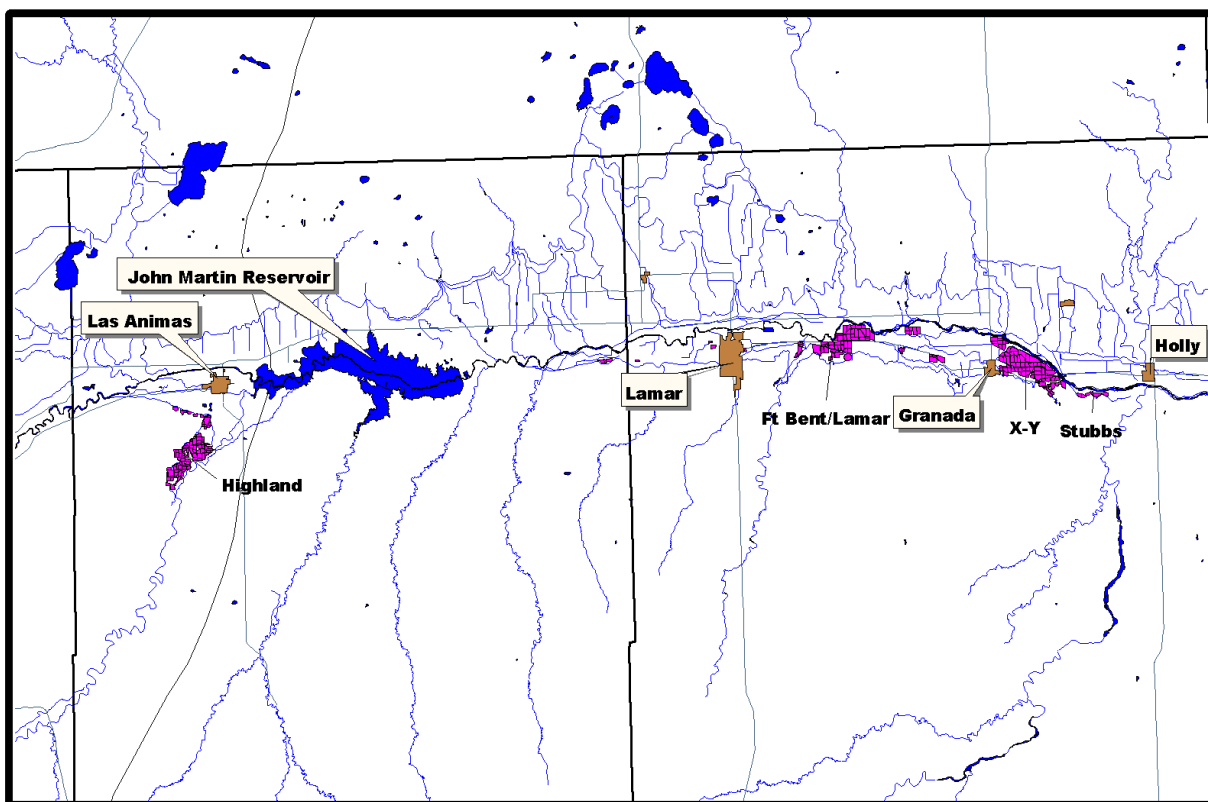 John Martin Reservoir
Las Animas
Holly
Lamar
Ft Bent/Lamar
Granada
X-Y
Stubbs
Highland